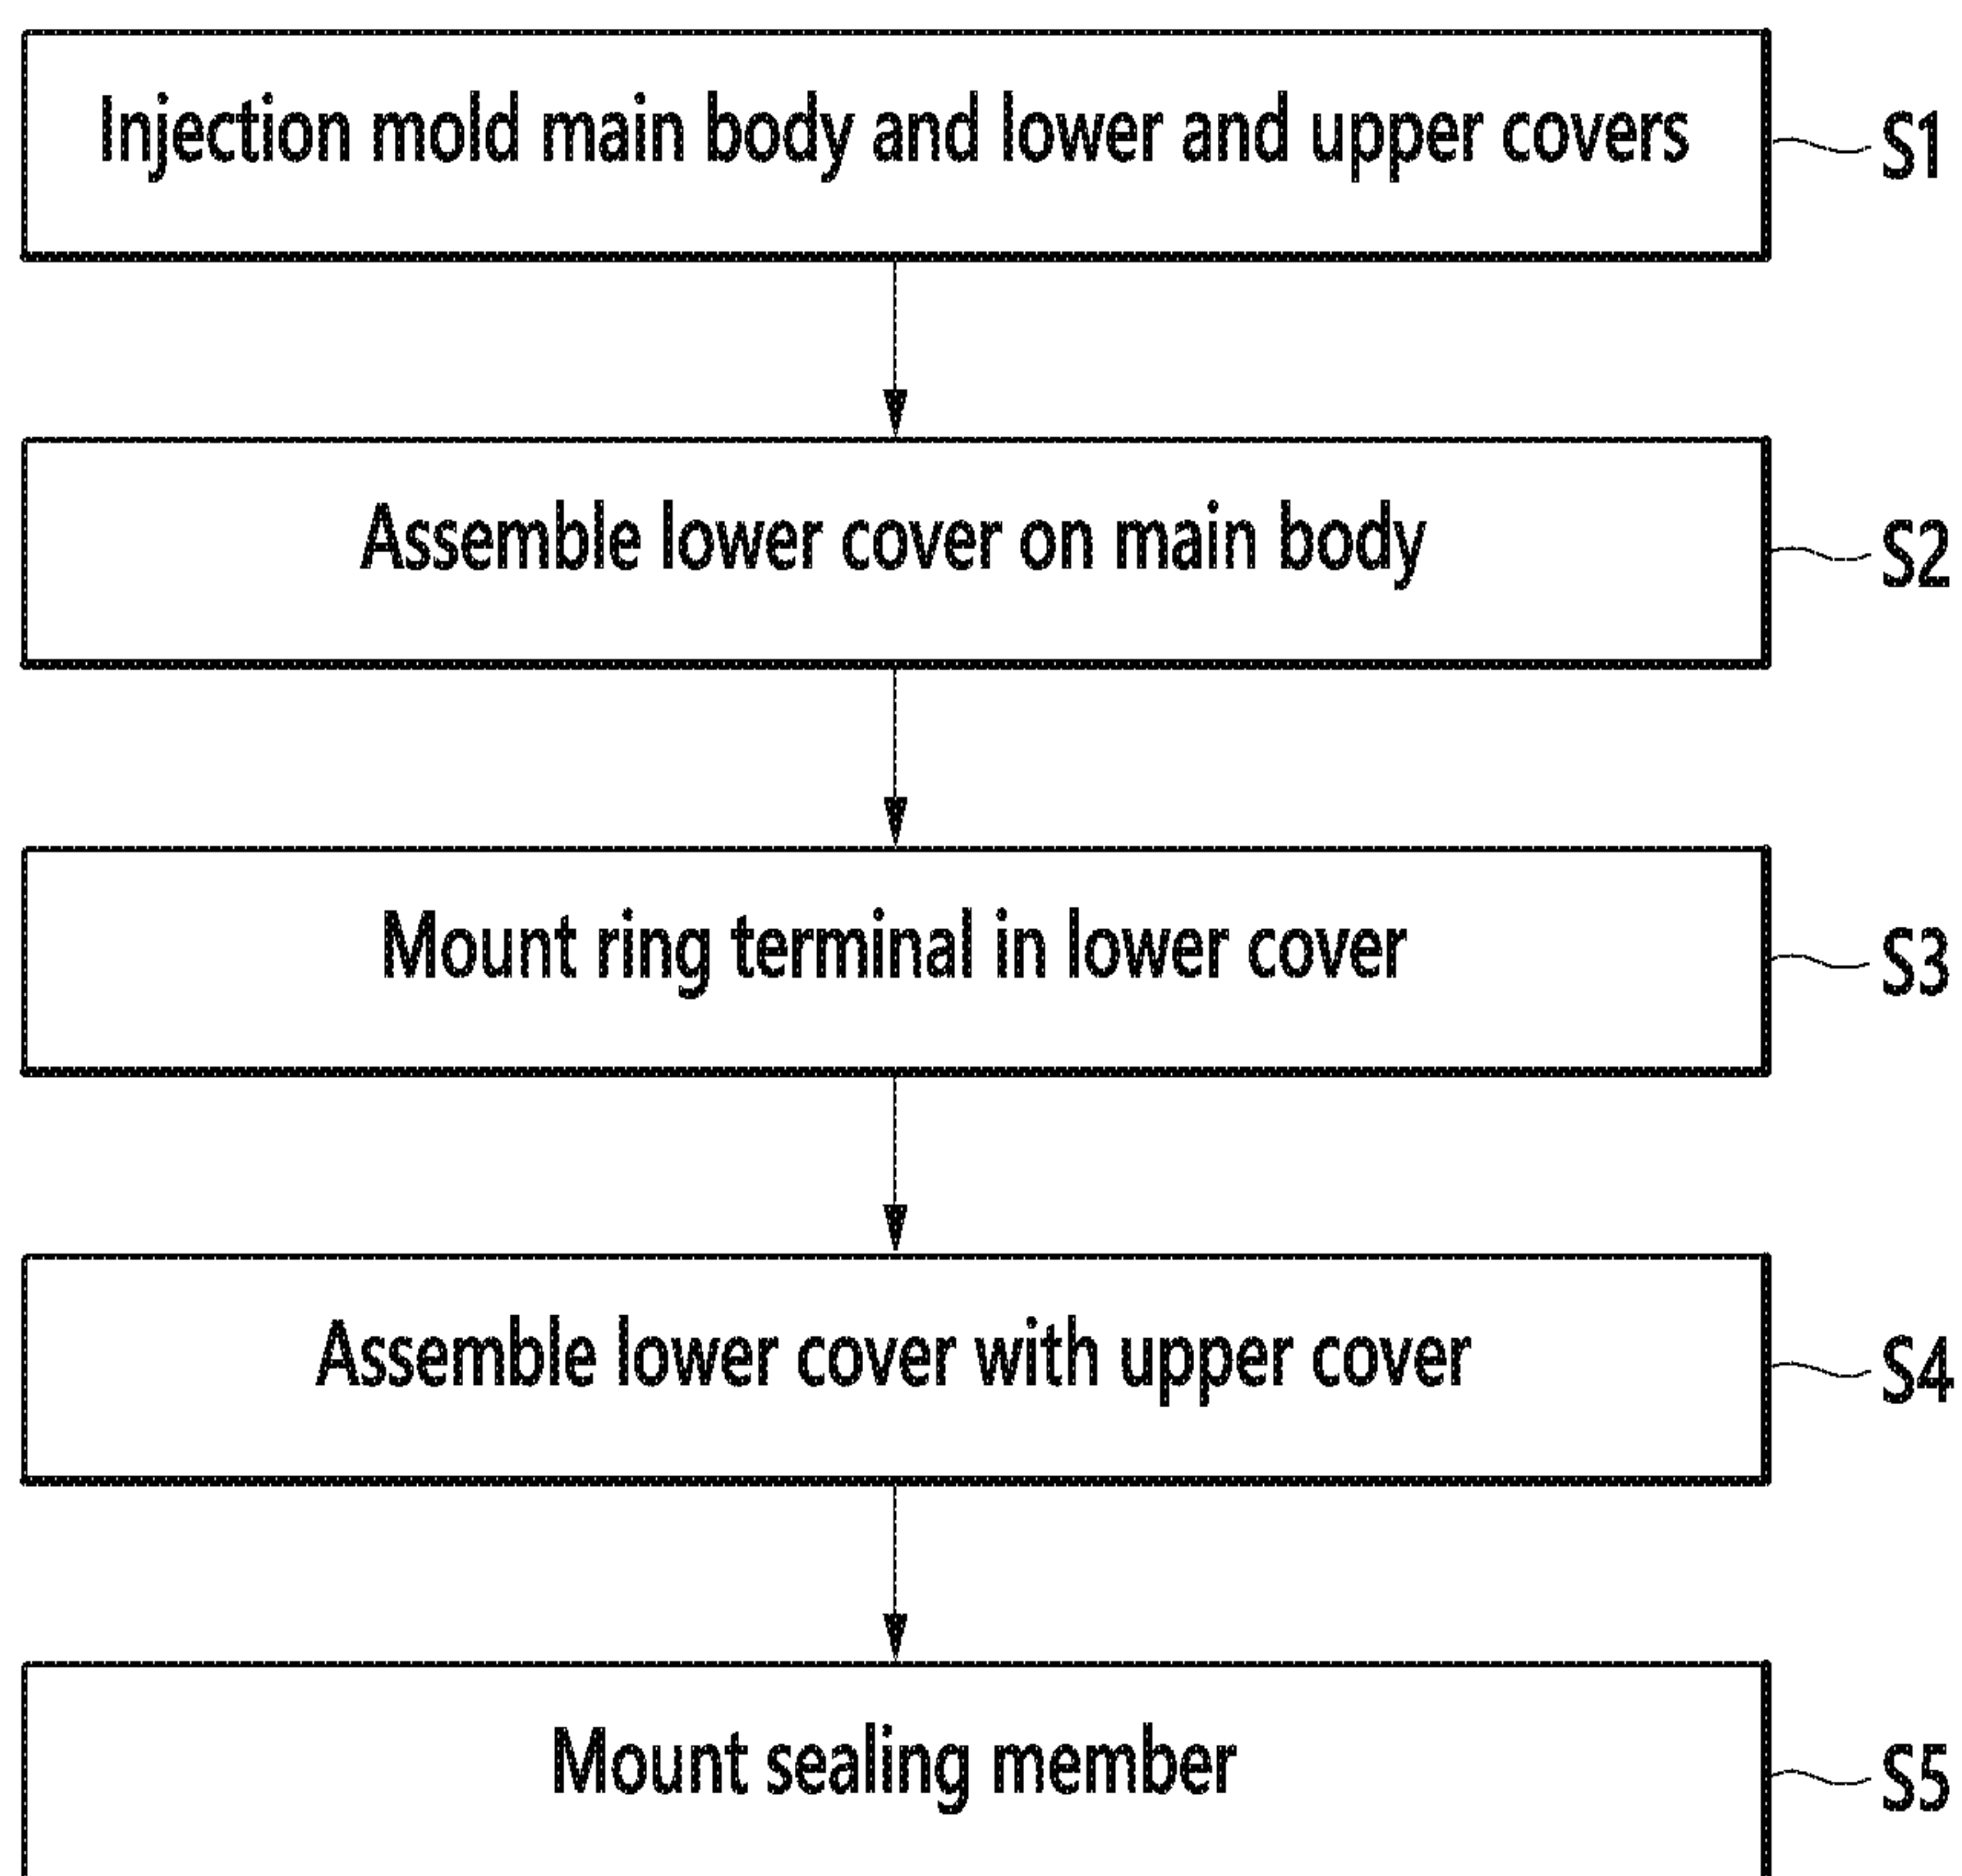 Injection mold main body and lower and upper covers S1
Assemble lower cover on main body S2
Mount ring terminal in lower cover S3
Assemble lower cover with upper cover S4
Mount sealing member S5